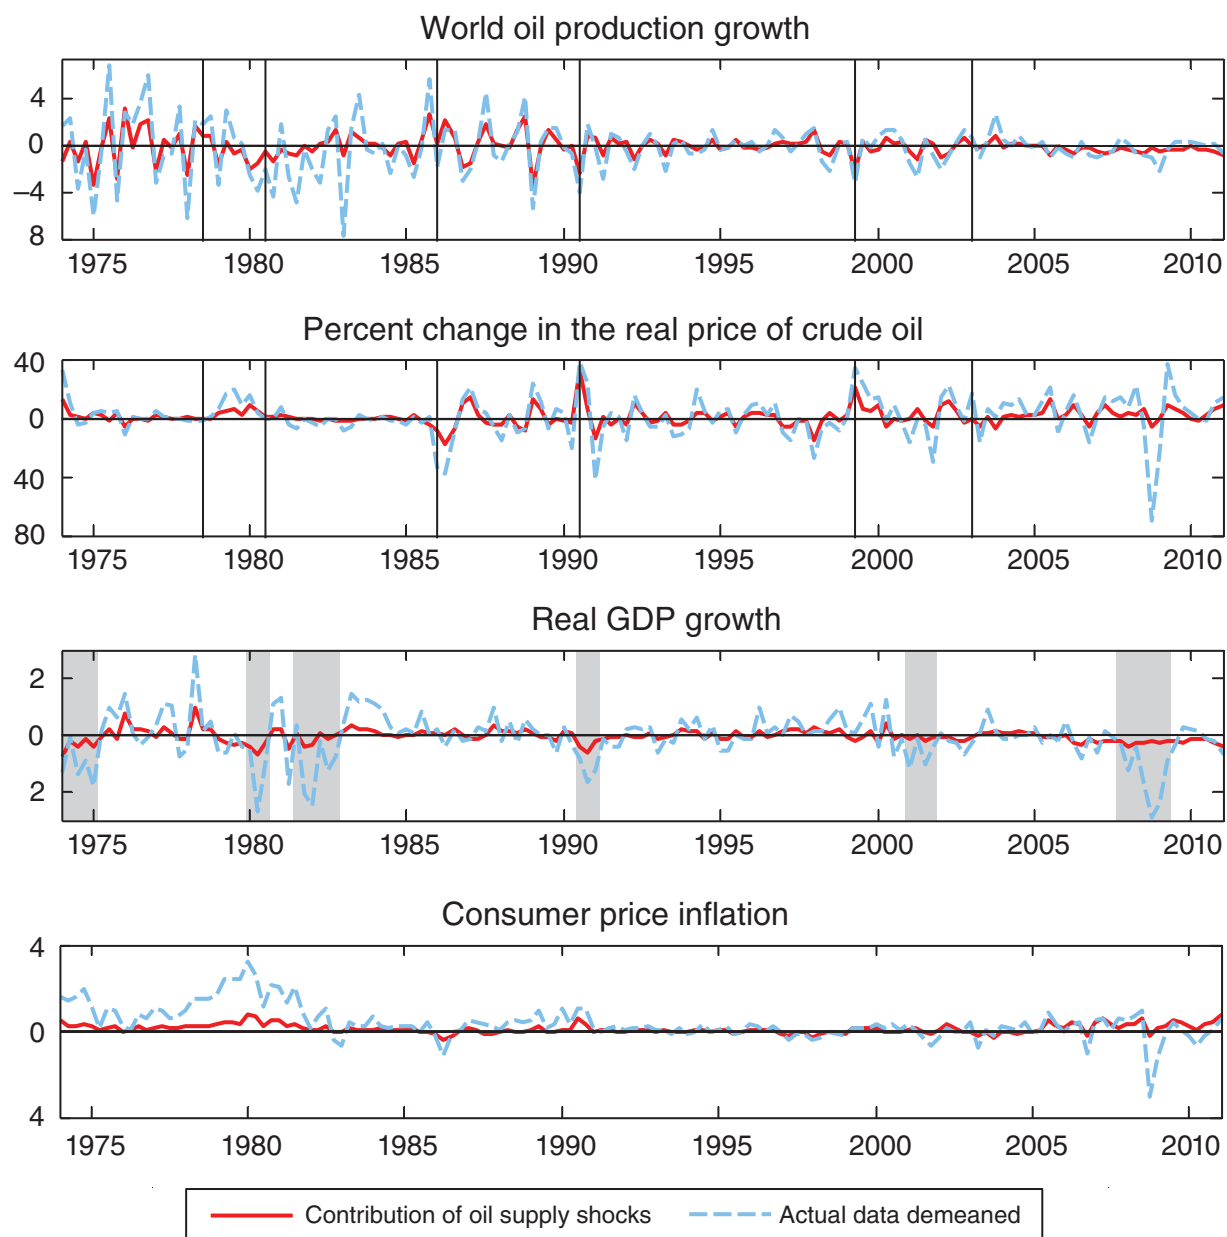 World oil production growth
4
0
−4
8
1975 1980 1985 1990 1995 2000 2005 2010
Percent change in the real price of crude oil
40
0
40
80
1975 1980 1985 1990 1995 2000 2005 2010
Real GDP growth
2
0
2
1975 1980 1985 1990 1995 2000 2005 2010
Consumer price inflation
4
0
4
1975 1980 1985 1990 1995 2000 2005 2010
Contribution of oil supply shocks Actual data demeaned